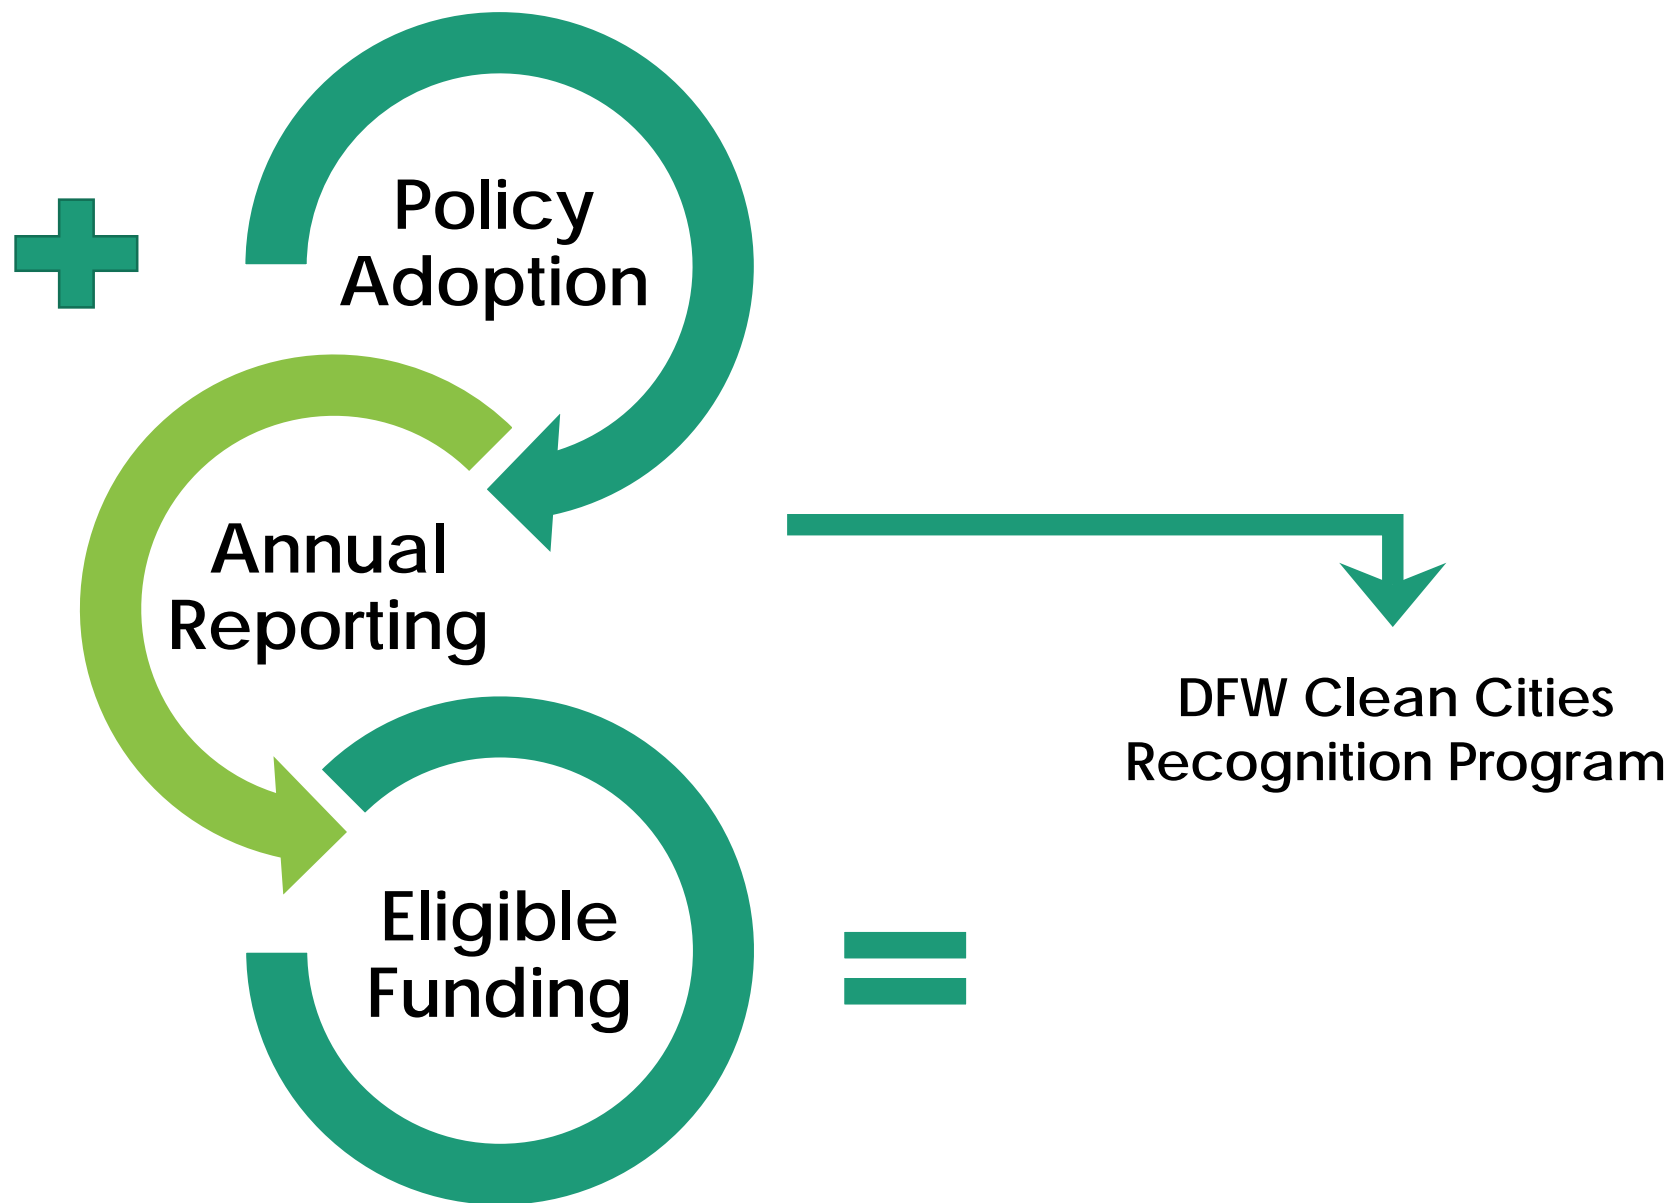 Policy
Adoption
Annual
Reporting
DFW Clean Cities
Recognition Program
Eligible
Funding